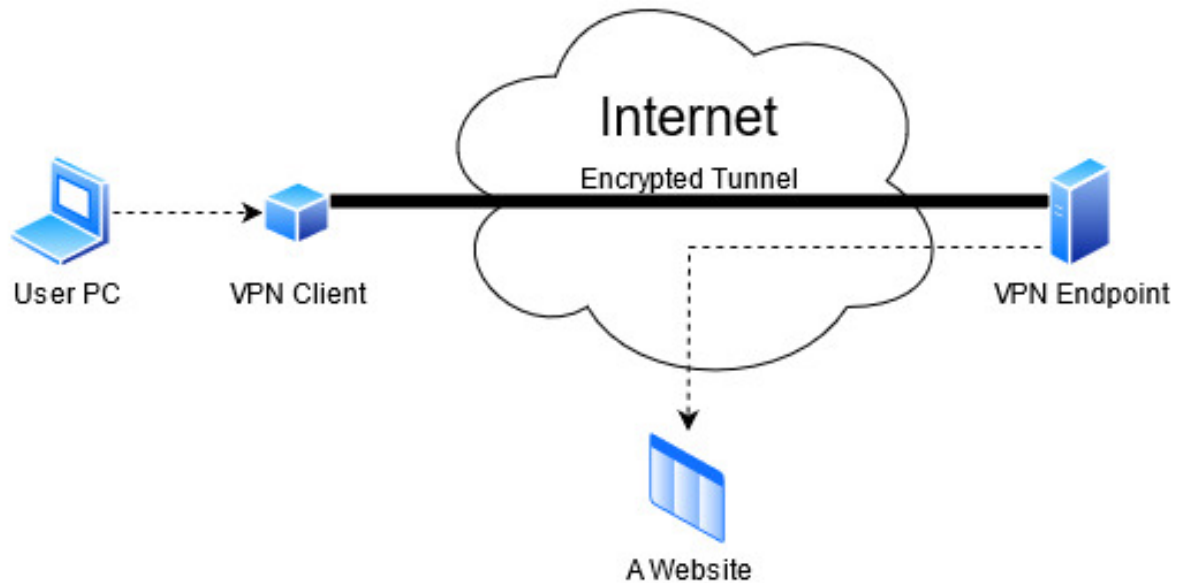 Internet
Encrypted Tunnel
User PC
VPN Client
VPN Endpoint
A Website